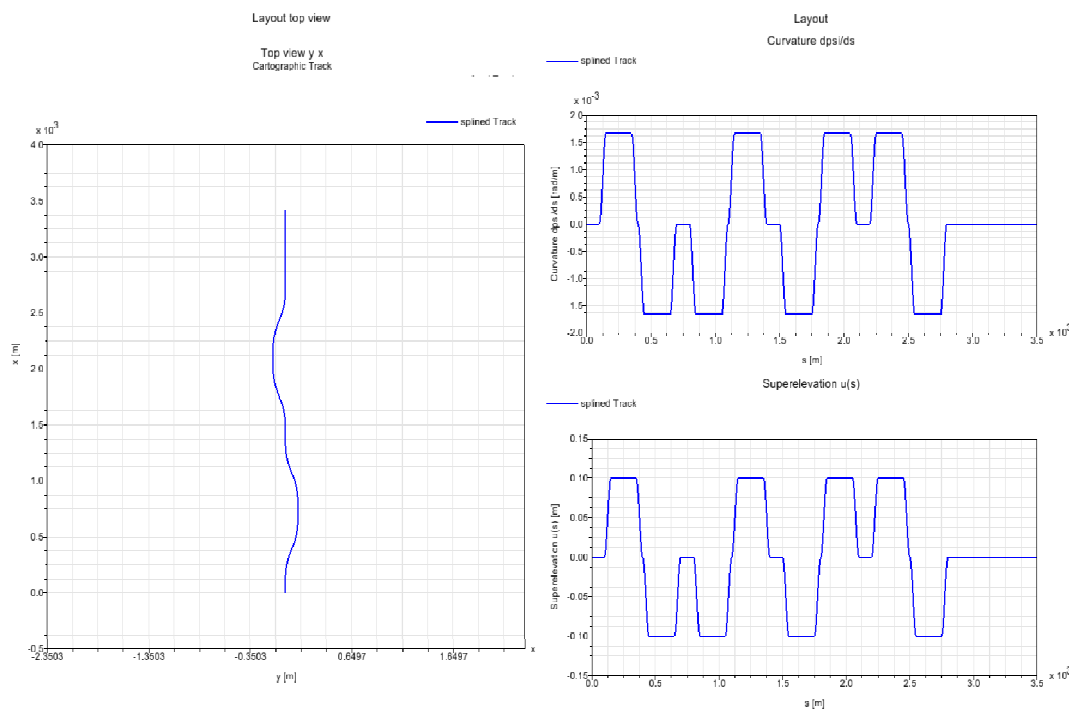 Layout top view
Top view y x
Cartographic Track
splined Track
x 10^3
4.0
3.5
3.0
2.5
2.0
1.5
1.0
0.5
0.0
-0.5
x [m]
-2.3503 -1.3503 -0.3503 0.6497 1.6497 x
y [m]
Layout
Curvature dpsi/ds
splined Track
x 10^-3
2.0
1.5
1.0
0.5
0.0
-0.5
-1.0
1.5
-2.0
Curvature dpsi/ds [rad/m]
0.0 0.5 1.0 1.5 2.0 2.5 3.0 3.5
s [m]
Superelevation u(s)
splined Track
0.15
0.10
0.05
0.00
-0.05
-0.10
-0.15
Superelevation u(s) [m]
0.0 0.5 1.0 1.5 2.0 2.5 3.0 3.5
s [m]